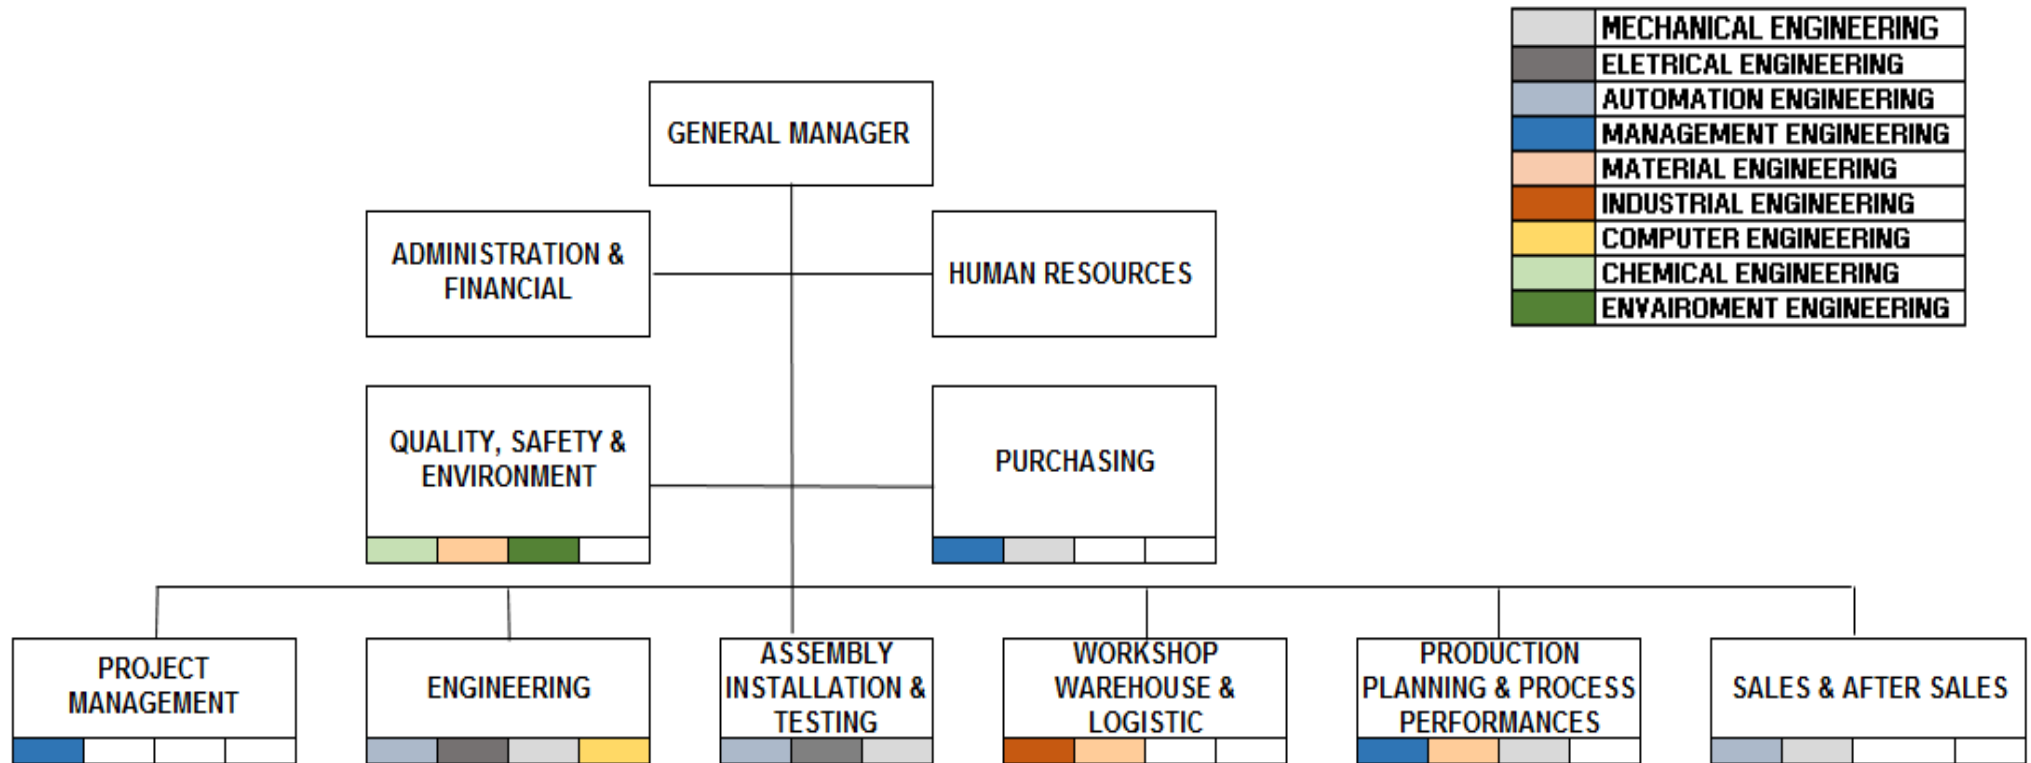 MECHANICAL ENGINEERING
ELETRICAL ENGINEERING
AUTOMATION ENGINEERING
MANAGEMENT ENGINEERING
MATERIAL ENGINEERING
INDUSTRIAL ENGINEERING
COMPUTER ENGINEERING
CHEMICAL ENGINEERING
ENVAIROMENT ENGINEERING
GENERAL MANAGER
ADMINISTRATION &
FINANCIAL
HUMAN RESOURCES
QUALITY, SAFETY &
ENVIRONMENT
PURCHASING
PROJECT
MANAGEMENT
ENGINEERING
ASSEMBLY
INSTALLATION &
TESTING
WORKSHOP
WAREHOUSE &
LOGISTIC
PRODUCTION
PLANNING & PROCESS
PERFORMANCES
SALES & AFTER SALES